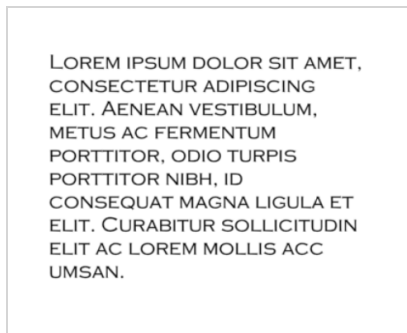 Lorem ipsum dolor sit amet,
consectetur adipiscing
elit. Aenean vestibulum,
metus ac fermentum
porttitor, odio turpis
porttitor nibh, id
consequat magna ligula et
elit. Curabitur sollicitudin
elit ac lorem mollis acc
umsan.